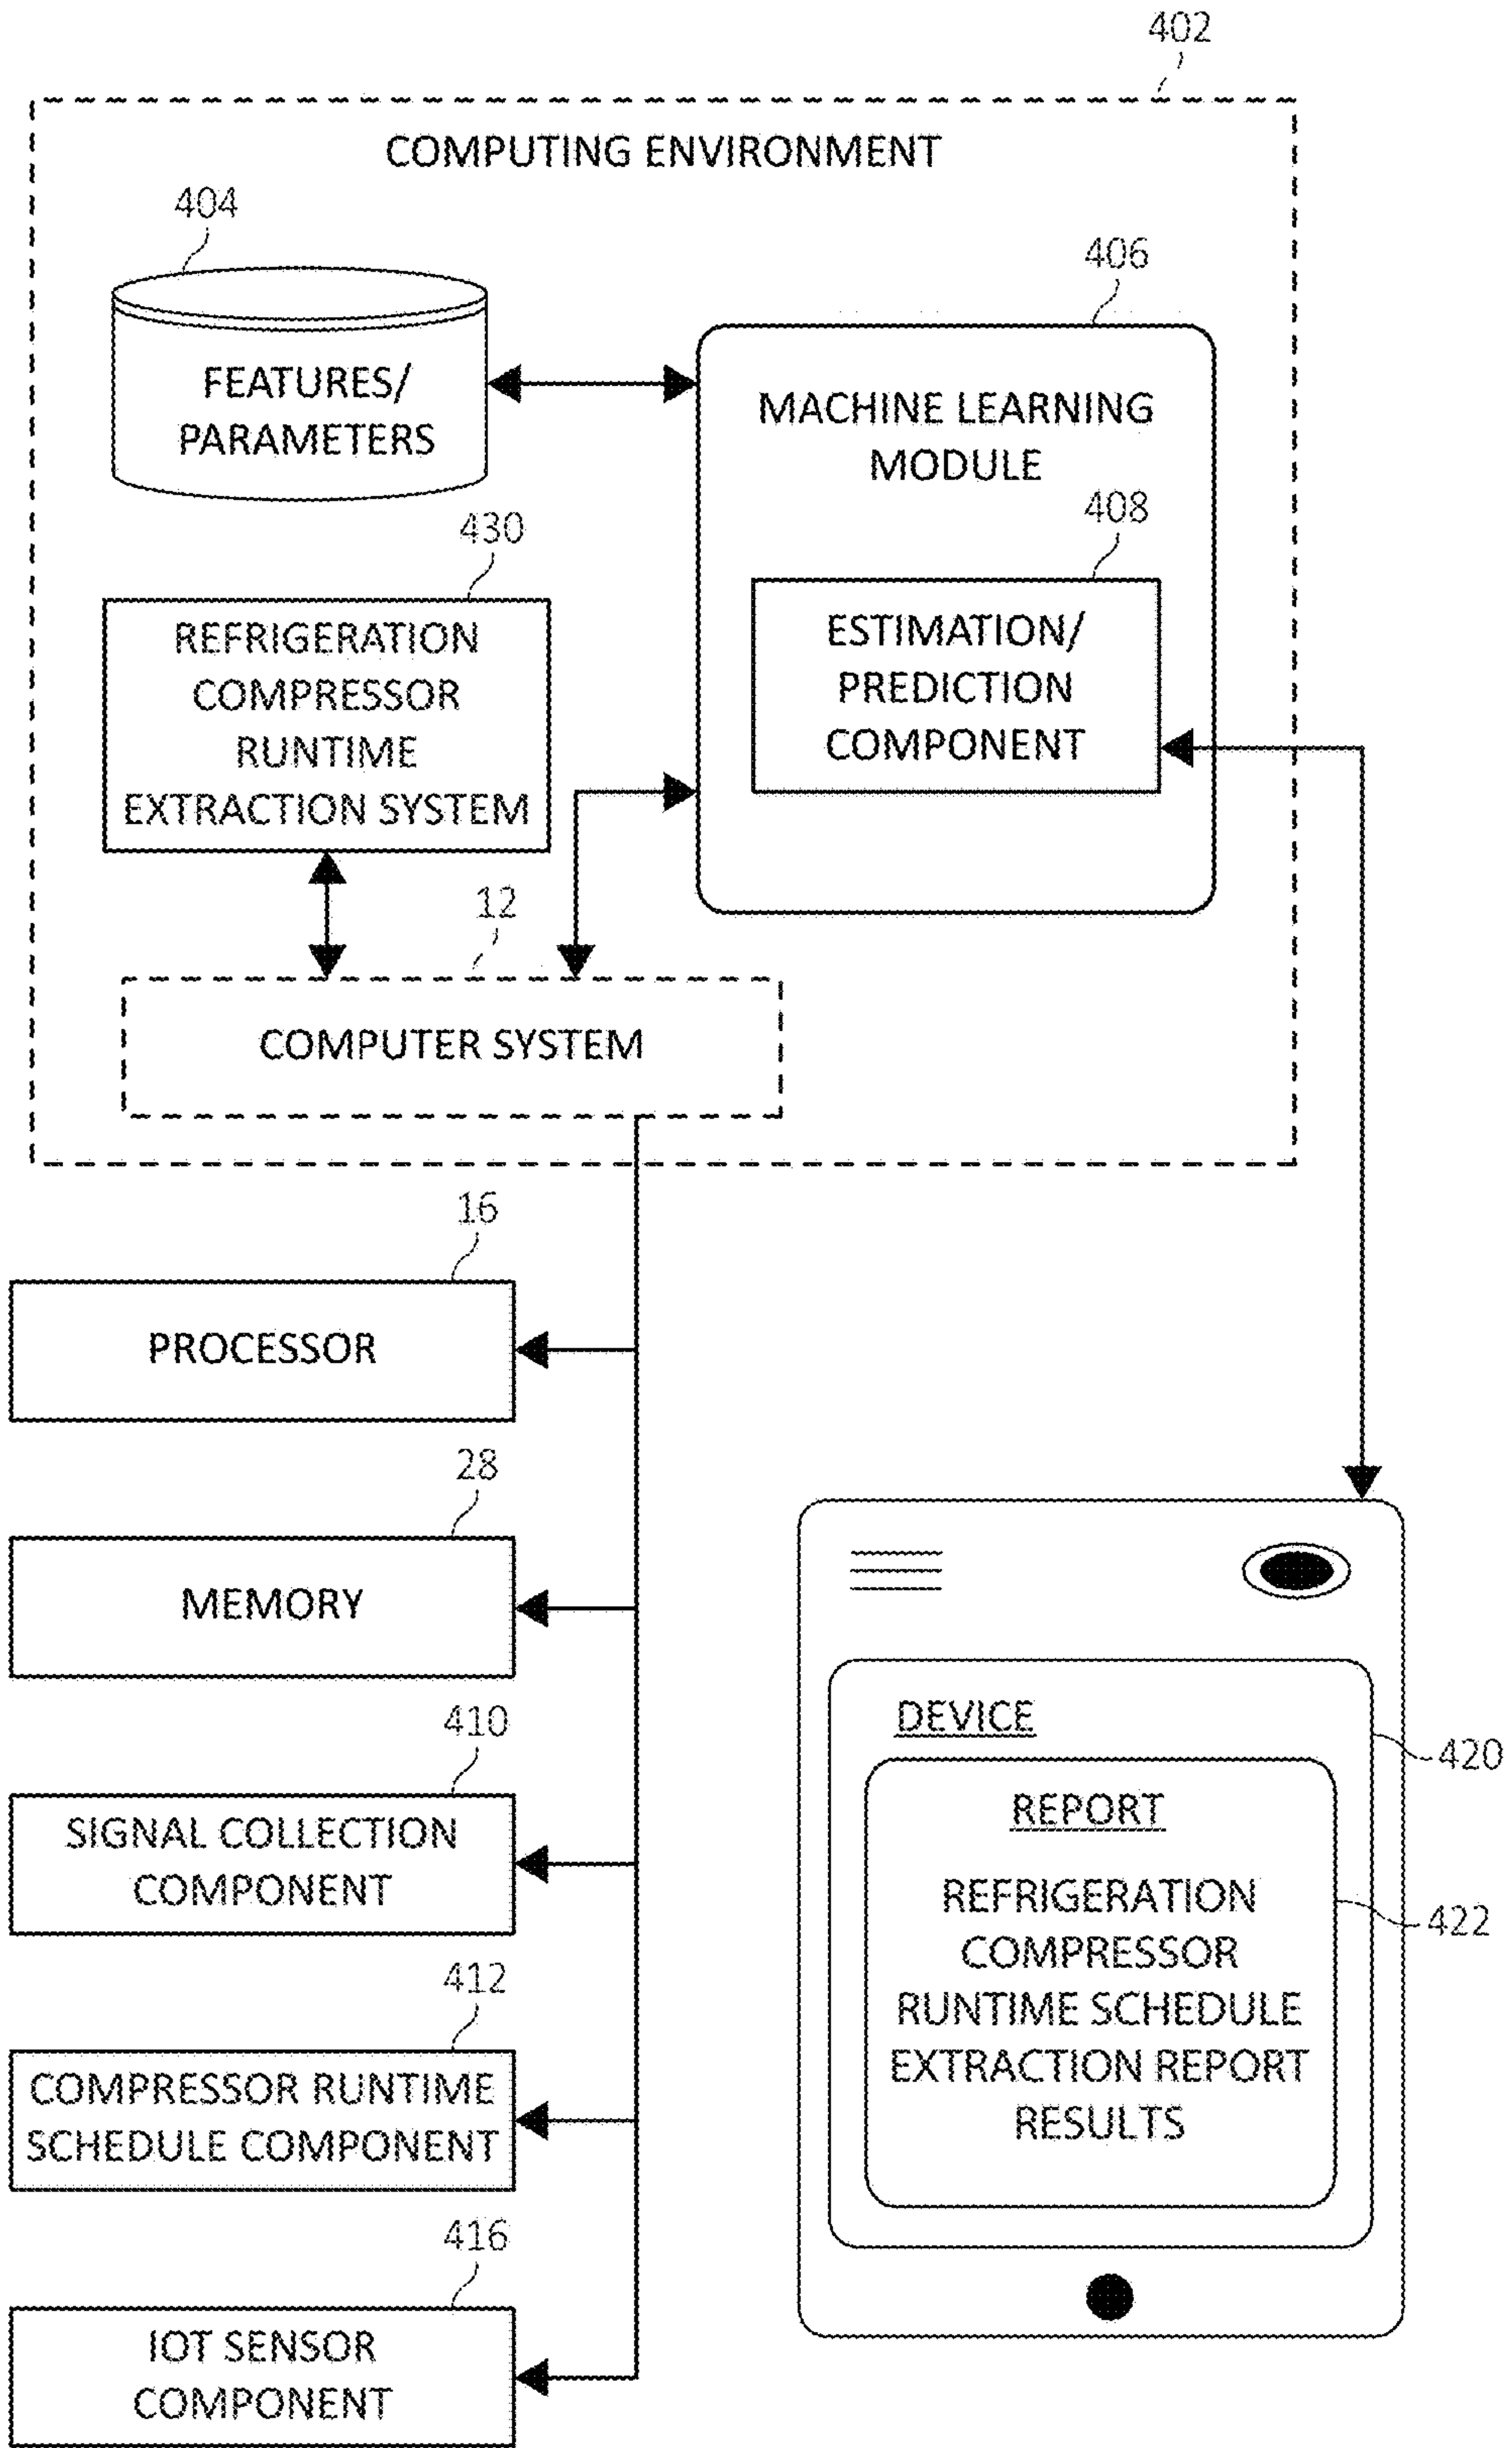 402
COMPUTING ENVIRONMENT
404
FEATURES/
PARAMETERS
406
MACHINE LEARNING
MODULE
408
ESTIMATION/
PREDICTION
COMPONENT
430
REFRIGERATION
COMPRESSOR
RUNTIME
EXTRACTION SYSTEM
12
COMPUTER SYSTEM
16
PROCESSOR
28
MEMORY
410
SIGNAL COLLECTION
COMPONENT
412
COMPRESSOR RUNTIME
SCHEDULE COMPONENT
416
IOT SENSOR
COMPONENT
DEVICE
420
REPORT
REFRIGERATION
COMPRESSOR
RUNTIME SCHEDULE
EXTRACTION REPORT
RESULTS
422